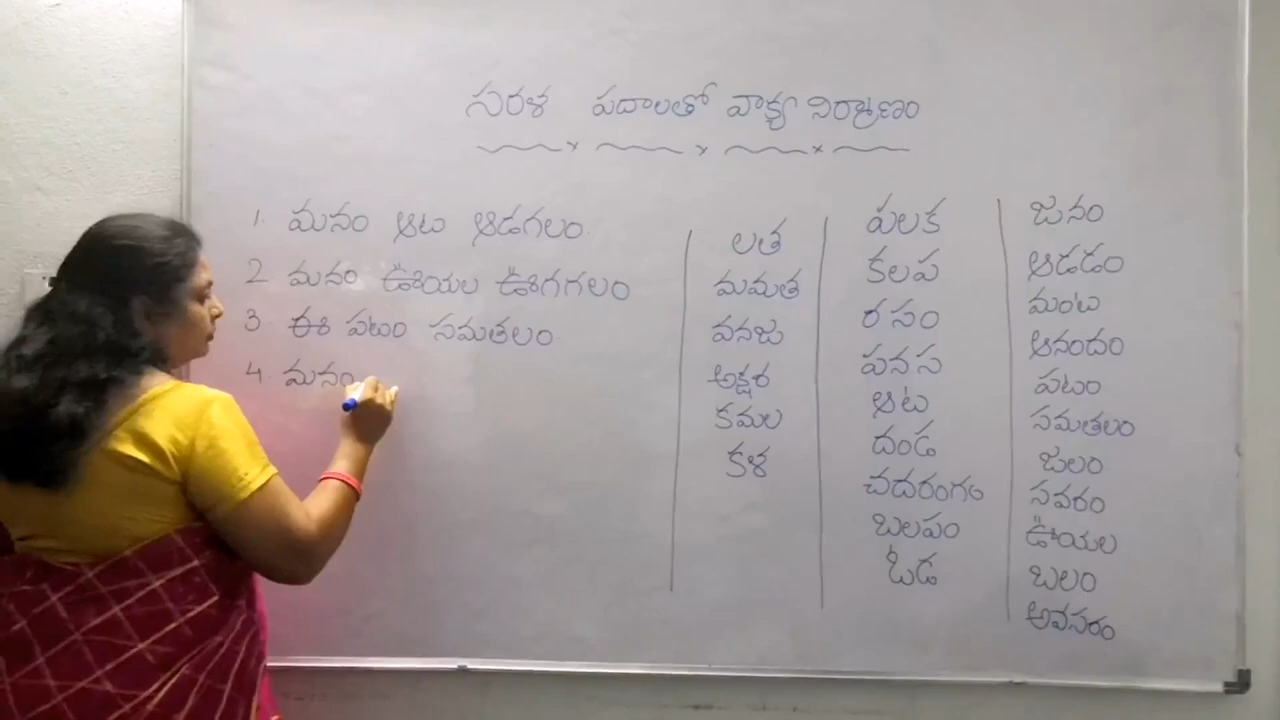 సరళ పదాలతో వాక్య నిర్మాణం
1. మనం ఆట ఆడగలం.
2 మనం ఊయల ఊగగలం
3. ఈ పటం సమతలం.
4. మనం
లత
మమత
వనజ
అక్షర
కమల
కళ
పలక
కలప
రసం
పనస
ఆట
దండ
చదరంగం
బలపం
ఓడ
జనం
ఆడడం
మంట
ఆనందం
పటం
సమతలం
జలం
సవరం
ఊయల
బలం
అవసరం